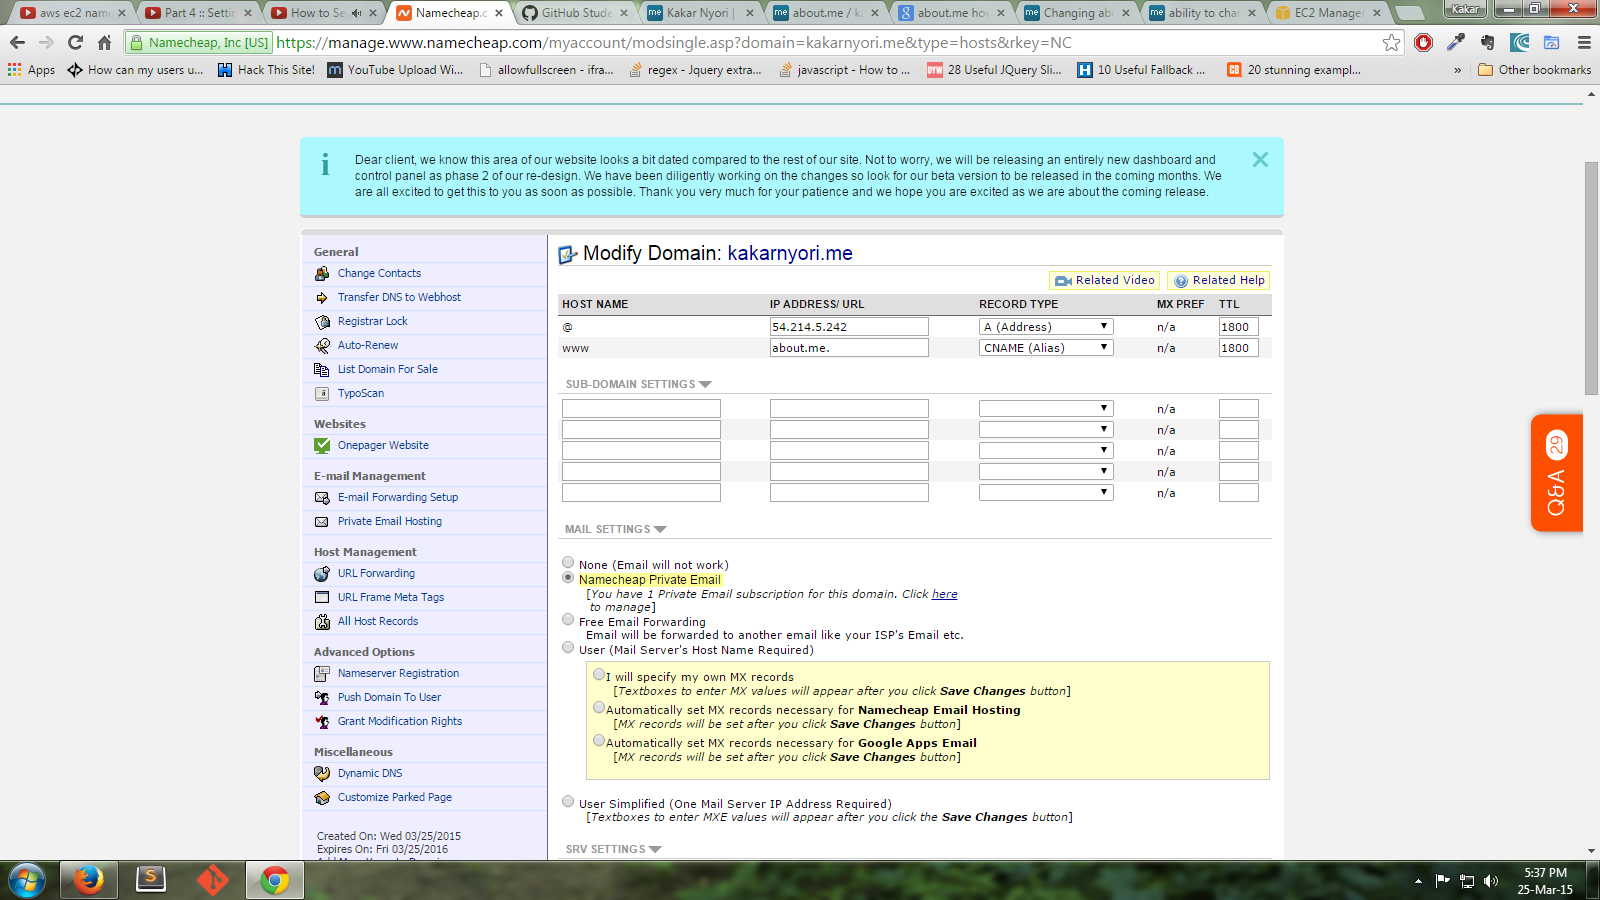 aws ec2 name
Part 4 :: Settin
How to Se
Namecheap.c
GitHub Stude
Kakar Nyori |
about.me / k
about.me how
Changing ab
ability to cha
EC2 Manage
Kakar
Namecheap, Inc [US]
https://manage.www.namecheap.com/myaccount/modsingle.asp?domain=kakarnyori.me&type=hosts&rkey=NC
Apps
How can my users u...
Hack This Site!
YouTube Upload Wi...
allowfullscreen - ifra...
regex - Jquery extra...
javascript - How to ...
28 Useful JQuery Sli...
10 Useful Fallback ...
20 stunning exampl...
»
Other bookmarks
Dear client, we know this area of our website looks a bit dated compared to the rest of our site. Not to worry, we will be releasing an entirely new dashboard and
control panel as phase 2 of our re-design. We have been diligently working on the changes so look for our beta version to be released in the coming months. We
are all excited to get this to you as soon as possible. Thank you very much for your patience and we hope you are excited as we are about the coming release.
General
Change Contacts
Transfer DNS to Webhost
Registrar Lock
Auto-Renew
List Domain For Sale
TypoScan
Websites
Onepager Website
E-mail Management
E-mail Forwarding Setup
Private Email Hosting
Host Management
URL Forwarding
URL Frame Meta Tags
All Host Records
Advanced Options
Nameserver Registration
Push Domain To User
Grant Modification Rights
Miscellaneous
Dynamic DNS
Customize Parked Page
Created On: Wed 03/25/2015
Expires On: Fri 03/25/2016
Modify Domain: kakarnyori.me
Related Video
Related Help
HOST NAME IP ADDRESS/ URL RECORD TYPE MX PREF TTL
@ 54.214.5.242 A (Address) n/a 1800
www about.me. CNAME (Alias) n/a 1800
SUB-DOMAIN SETTINGS
n/a
n/a
n/a
n/a
n/a
MAIL SETTINGS
None (Email will not work)
Namecheap Private Email
[You have 1 Private Email subscription for this domain. Click here
to manage]
Free Email Forwarding
Email will be forwarded to another email like your ISP's Email etc.
User (Mail Server's Host Name Required)
I will specify my own MX records
[Textboxes to enter MX values will appear after you click Save Changes button]
Automatically set MX records necessary for Namecheap Email Hosting
[MX records will be set after you click Save Changes button]
Automatically set MX records necessary for Google Apps Email
[MX records will be set after you click Save Changes button]
User Simplified (One Mail Server IP Address Required)
[Textboxes to enter MXE values will appear after you click the Save Changes button]
SRV SETTINGS
Q&A 29
5:37 PM
25-Mar-15